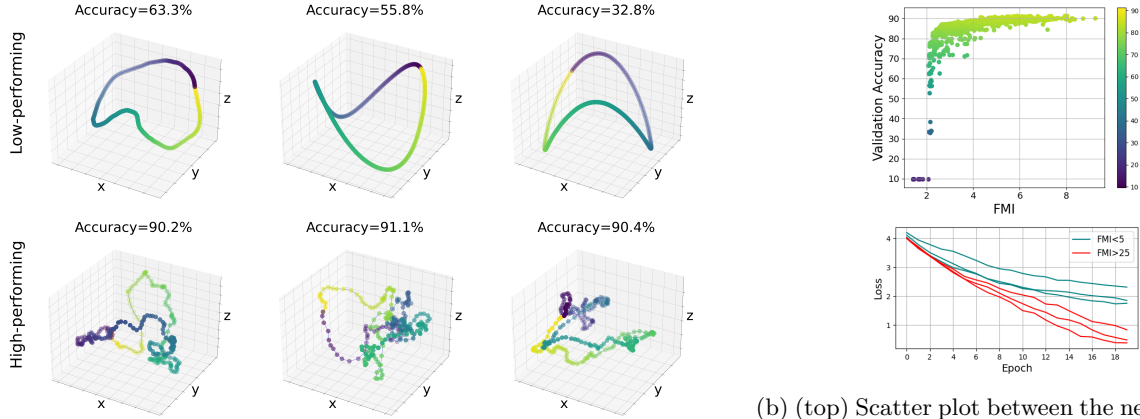 Accuracy=63.3%
Accuracy=55.8%
Accuracy=32.8%
Low-performing
x
y
z
x
y
z
x
y
z
Accuracy=90.2%
Accuracy=91.1%
Accuracy=90.4%
High-performing
x
y
z
x
y
z
x
y
z
Validation Accuracy
90
80
70
60
50
40
30
20
10
2
4
6
8
FMI
90
80
70
60
50
40
30
20
10
Loss
4
3
2
1
FMI<5
FMI>25
0
2
4
6
8
10
12
14
16
18
Epoch
(b) (top) Scatter plot between the ne